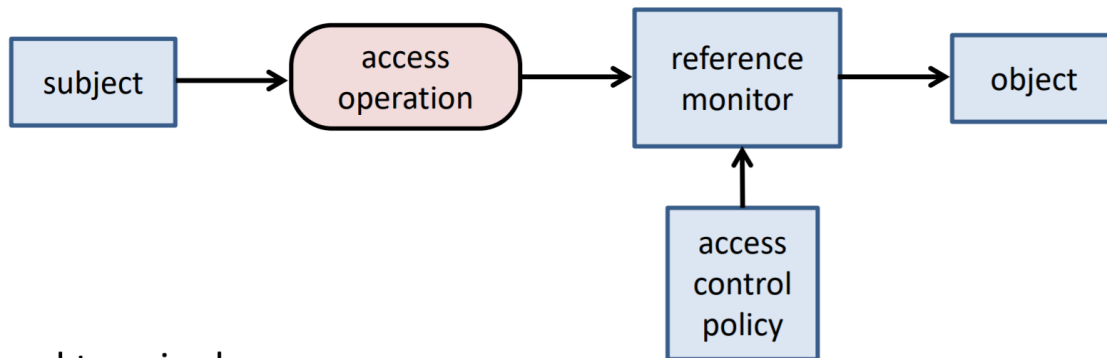 subject
access
operation
reference
monitor
object
access
control
policy